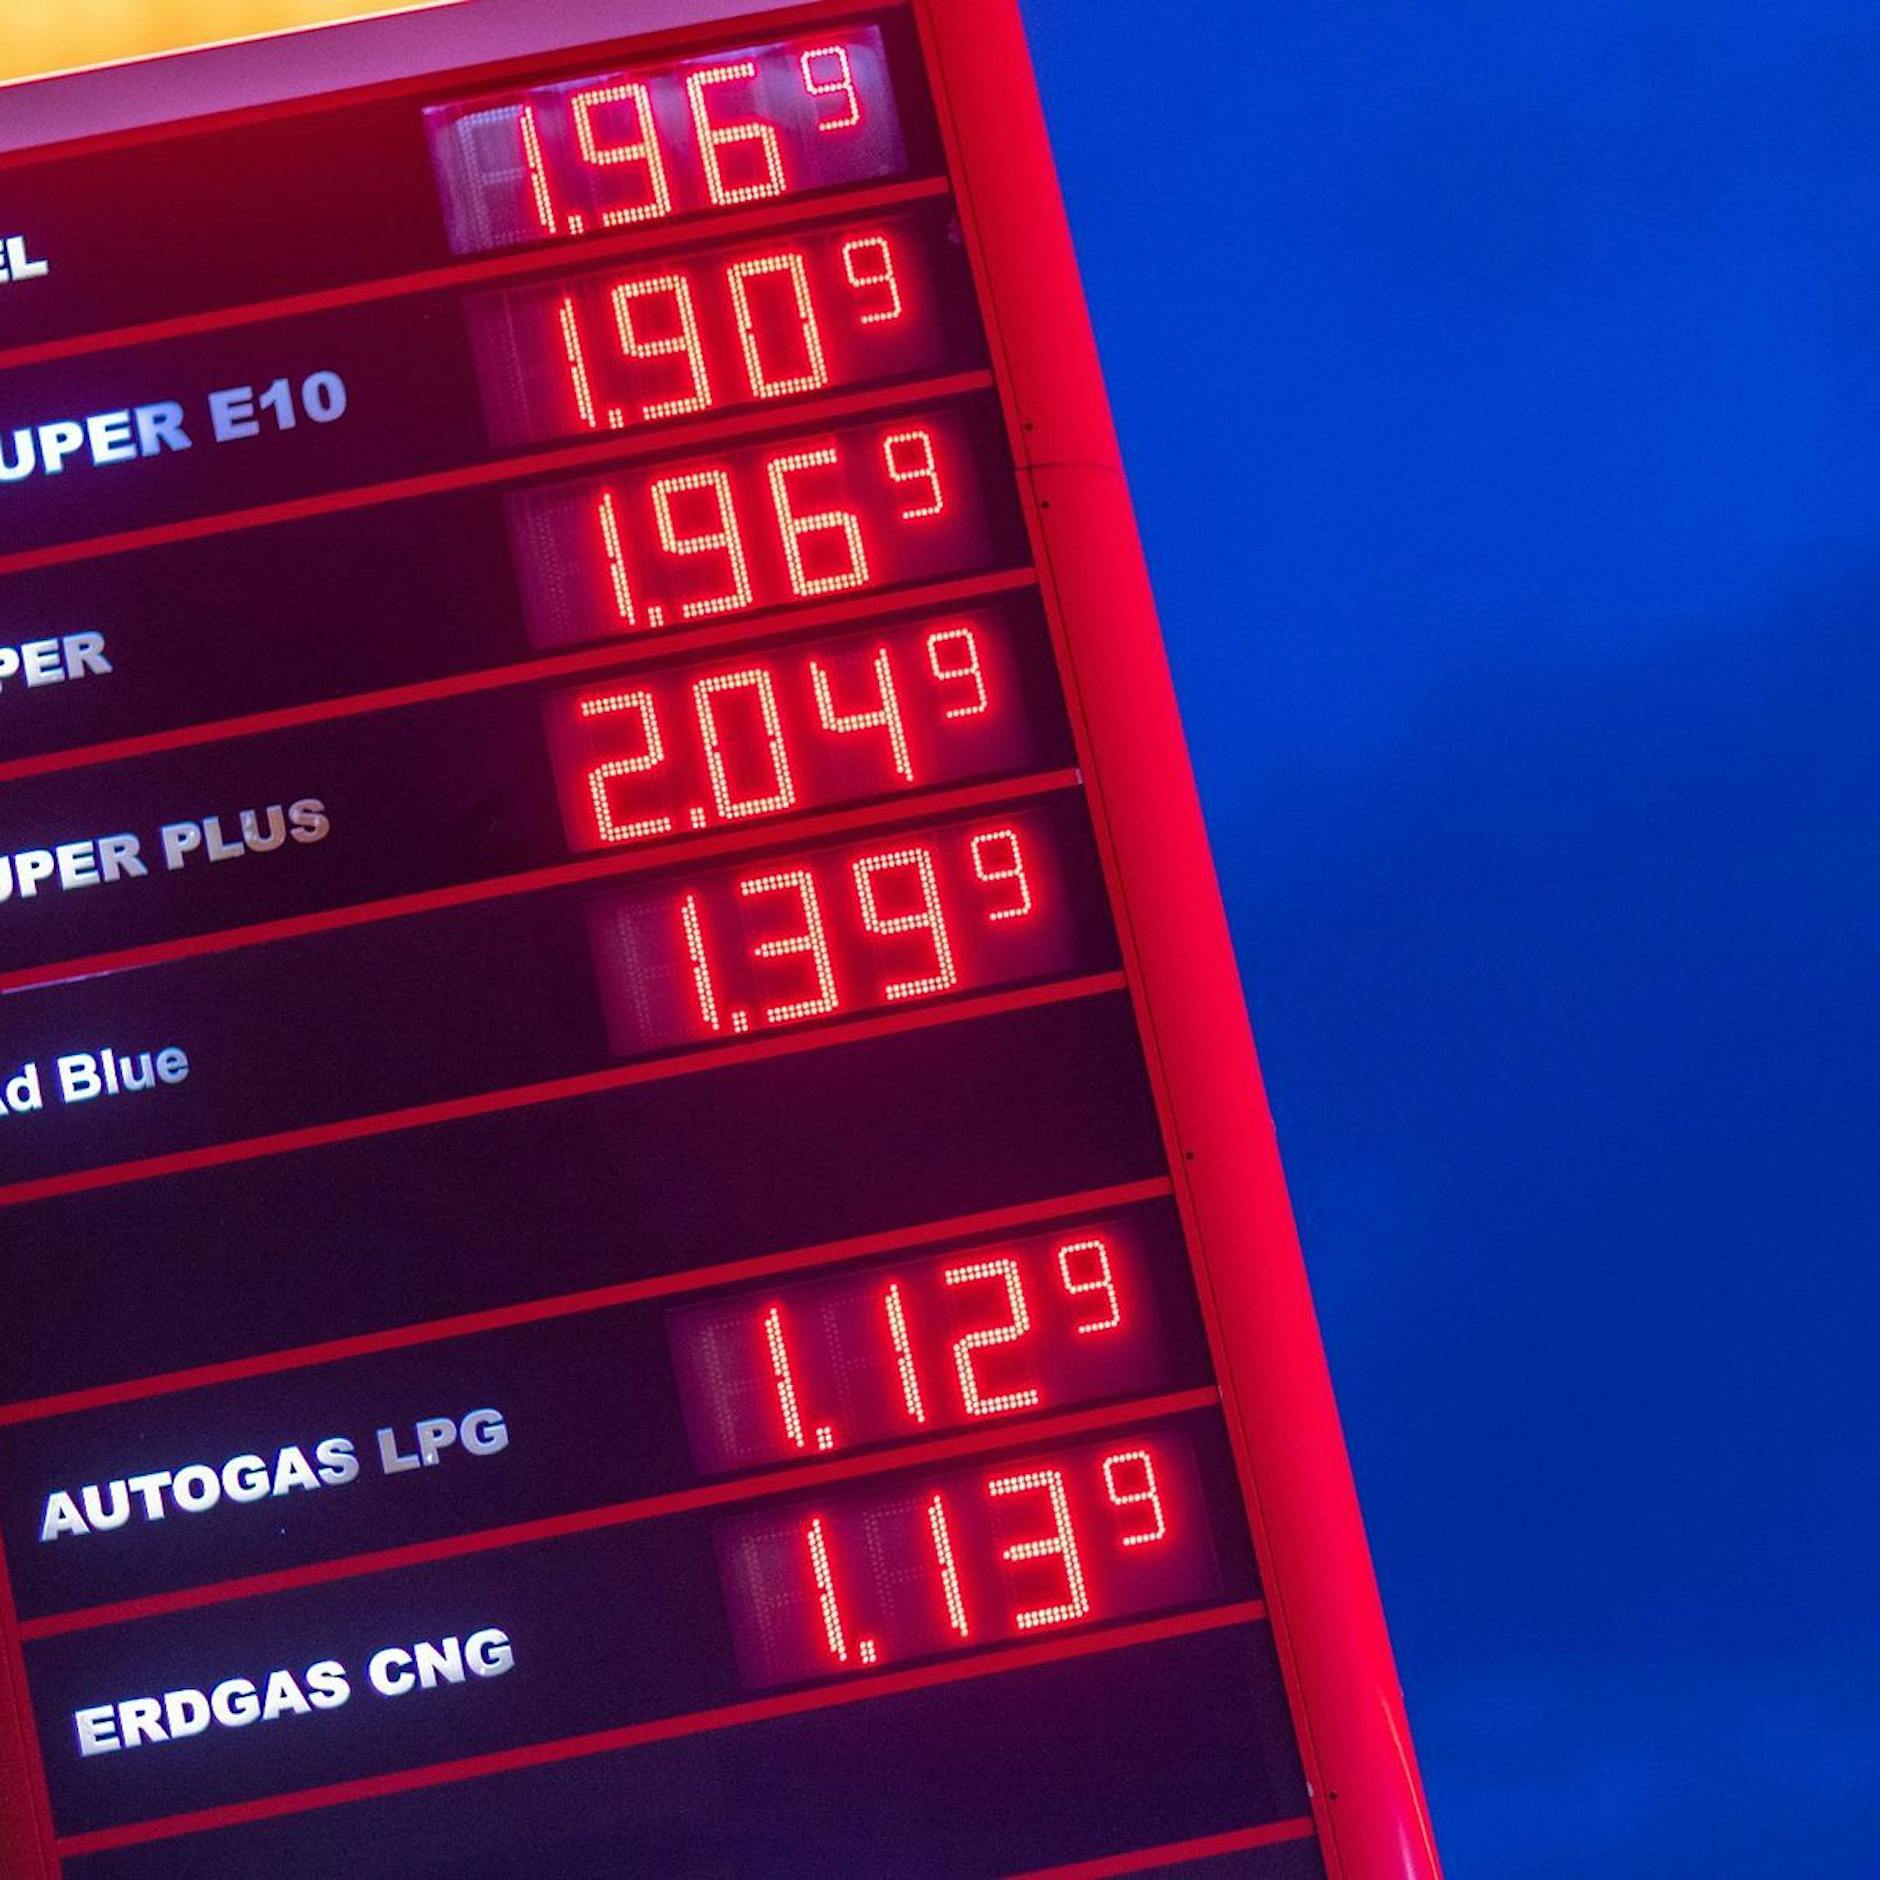 EL 1,96⁹
UPER E10 1,90⁹
PER 1,96⁹
UPER PLUS 2.04⁹
Ad Blue 1,39⁹
AUTOGAS LPG 1,12⁹
ERDGAS CNG 1,13⁹